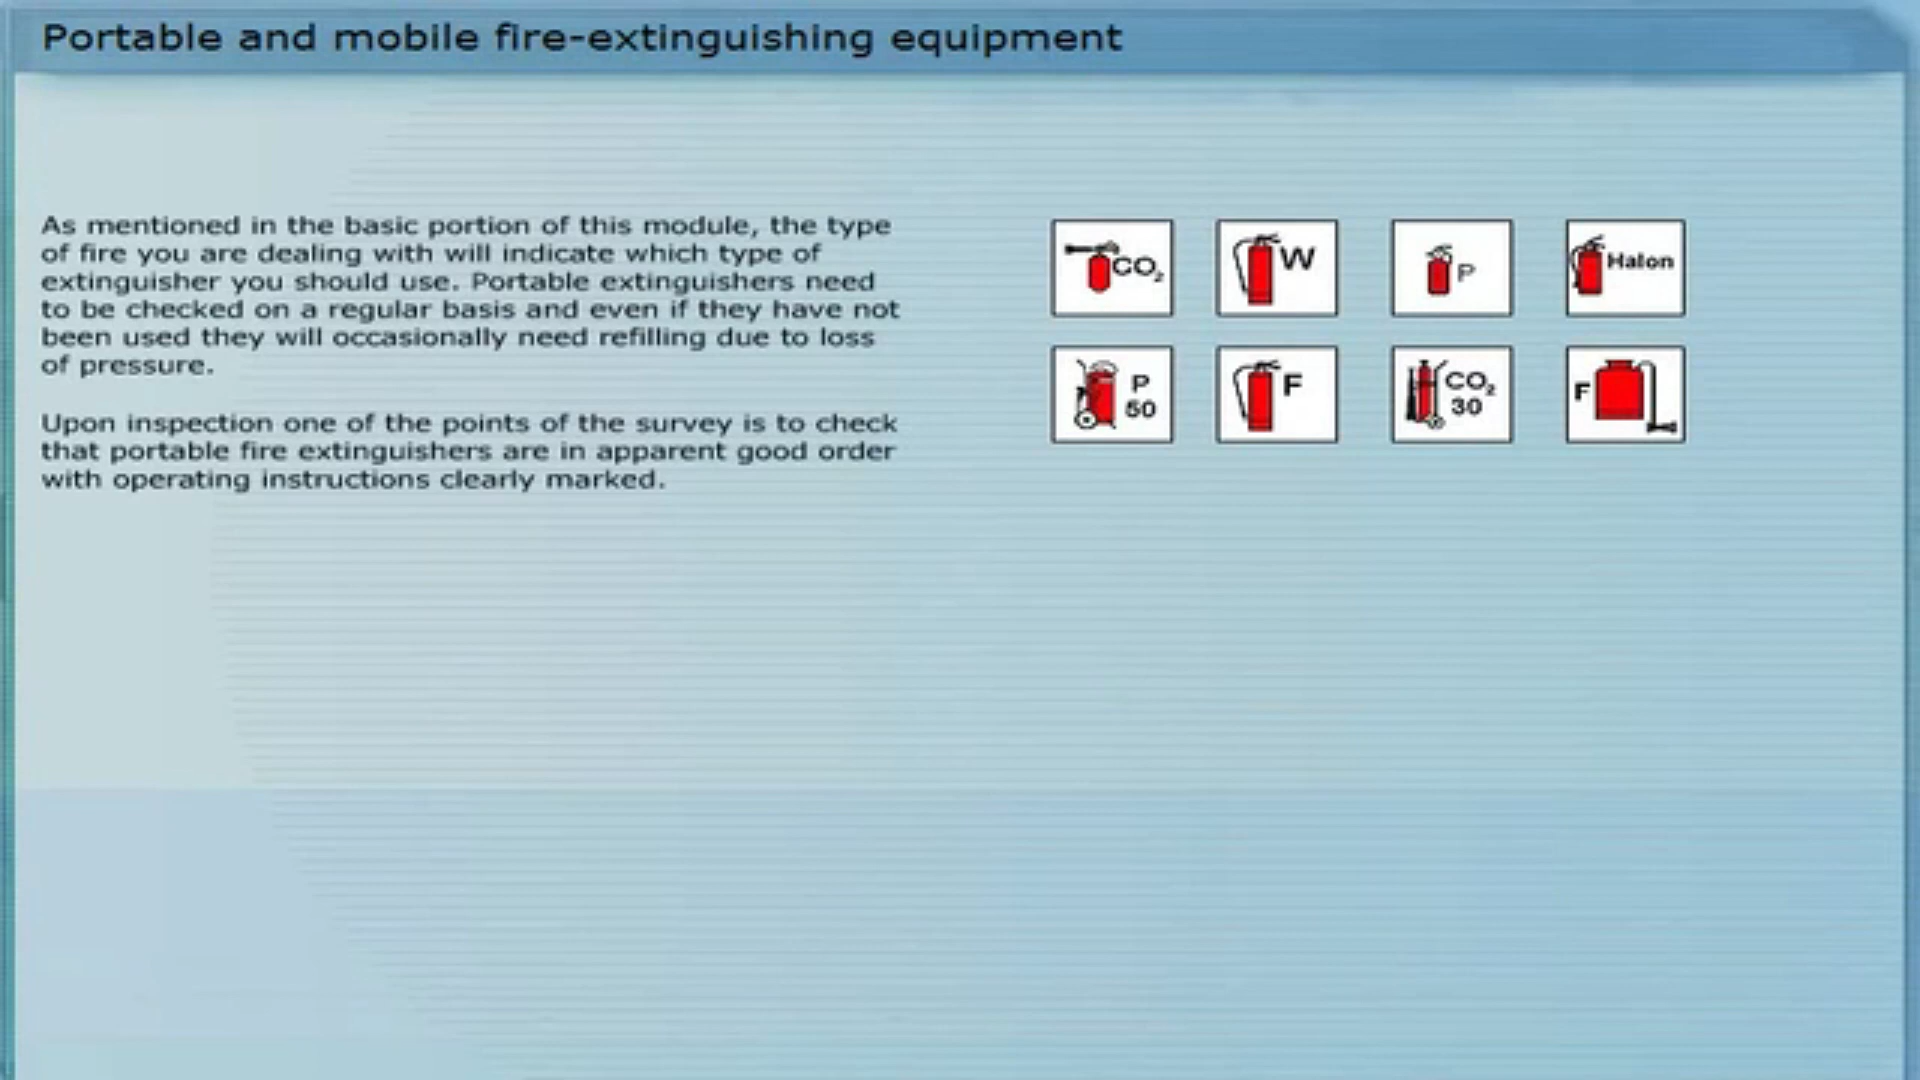 Portable and mobile fire-extinguishing equipment
As mentioned in the basic portion of this module, the type
of fire you are dealing with will indicate which type of
extinguisher you should use. Portable extinguishers need
to be checked on a regular basis and even if they have not
been used they will occasionally need refilling due to loss
of pressure.
Upon inspection one of the points of the survey is to check
that portable fire extinguishers are in apparent good order
with operating instructions clearly marked.
CO₂
W
P
Halon
P
50
F
CO₂
30
F